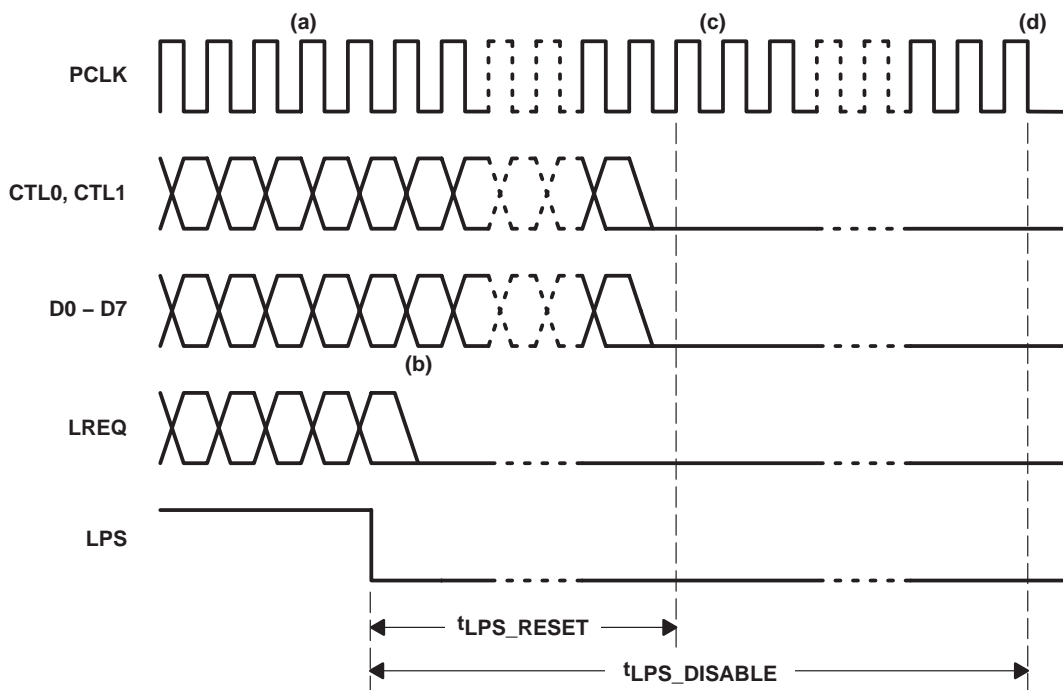 (a) (c) (d)
PCLK
CTL0, CTL1
D0 – D7
(b)
LREQ
LPS
tLPS_RESET
tLPS_DISABLE